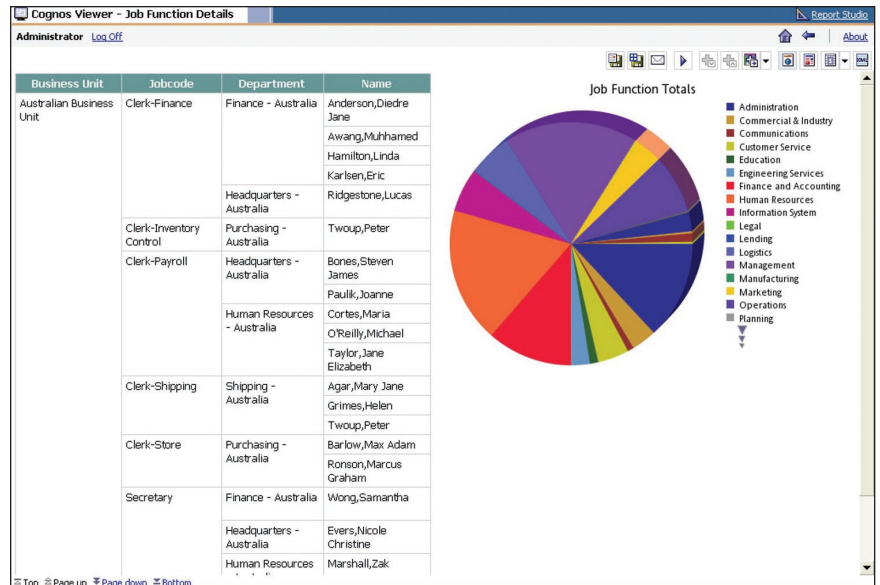 Cognos Viewer - Job Function Details
Report Studio
Administrator Log Off
About
Business Unit Jobcode Department Name
Australian Business Unit
Clerk-Finance
Finance - Australia
Anderson,Diedre Jane
Awang,Muhhamed
Hamilton,Linda
Karlsen,Eric
Headquarters - Australia
Ridgestone,Lucas
Clerk-Inventory Control
Purchasing - Australia
Twoup,Peter
Clerk-Payroll
Headquarters - Australia
Bones,Steven James
Paulik,Joanne
Human Resources - Australia
Cortes,Maria
O'Reilly,Michael
Taylor,Jane Elizabeth
Clerk-Shipping
Shipping - Australia
Agar,Mary Jane
Grimes,Helen
Twoup,Peter
Clerk-Store
Purchasing - Australia
Barlow,Max Adam
Ronson,Marcus Graham
Secretary
Finance - Australia
Wong,Samantha
Headquarters - Australia
Evers,Nicole Christine
Human Resources
Marshall,Zak
Job Function Totals
Administration
Commercial & Industry
Communications
Customer Service
Education
Engineering Services
Finance and Accounting
Human Resources
Information System
Legal
Lending
Logistics
Management
Manufacturing
Marketing
Operations
Planning
Top Page up Page down Bottom